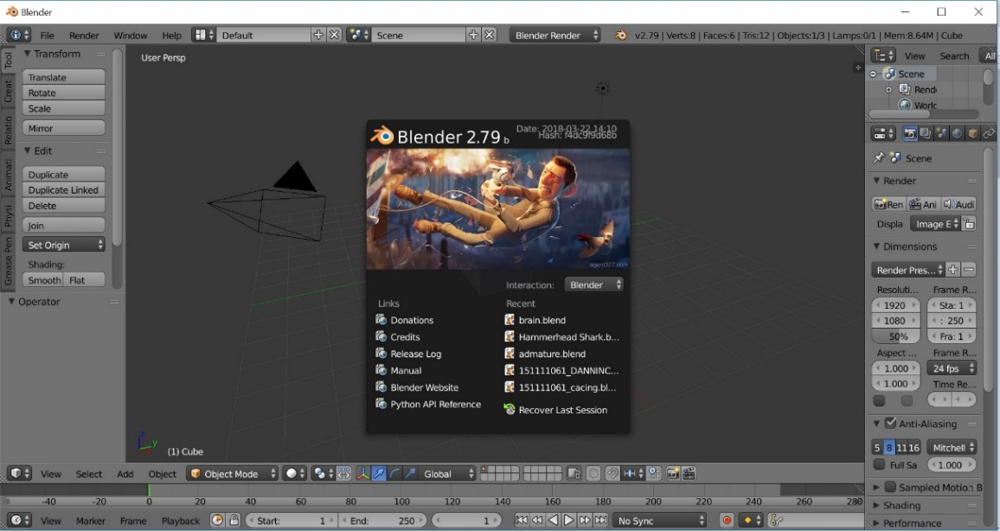 Blender
File Render Window Help Default Scene Blender Render v2.79 | Verts:8 | Faces:6 | Tris:12 | Objects:1/3 | Lamps:0/1 | Mem:8.64M | Cube
Tool
Creat
Relatio
Animati
Physi
Grease Pen
Transform
Translate
Rotate
Scale
Mirror
Edit
Duplicate
Duplicate Linked
Delete
Join
Set Origin
Shading:
Smooth Flat
Operator
User Persp
Blender 2.79 b
Date: 2018-03-22 14:10
Hash: f4dc9f9d68b
agent327.com
Interaction: Blender
Links
Donations
Credits
Release Log
Manual
Blender Website
Python API Reference
Recent
brain.blend
Hammerhead Shark.b...
admature.blend
151111061_DANNINC...
151111061_cacing.bl...
Recover Last Session
z
y
(1) Cube
View Search All
Scene
Rend
Worlc
Scene
Render
Ren Ani Audi
Displa Image E
Dimensions
Render Pres...
Resoluti... Frame R...
1920 Sta: 1
1080 : 250
50% Fra: 1
Aspect ... Frame R...
1.000 24 fps
1.000 Time Re...
Anti-Aliasing
5 8 11 16 Mitchell
Full Sa 1.000
Sampled Motion B
Shading
Performance
View Select Add Object Object Mode Global
-40 -20 0 20 40 60 80 100 120 140 160 180 200 220 240 260 280
View Marker Frame Playback Start: 1 End: 250 1 No Sync